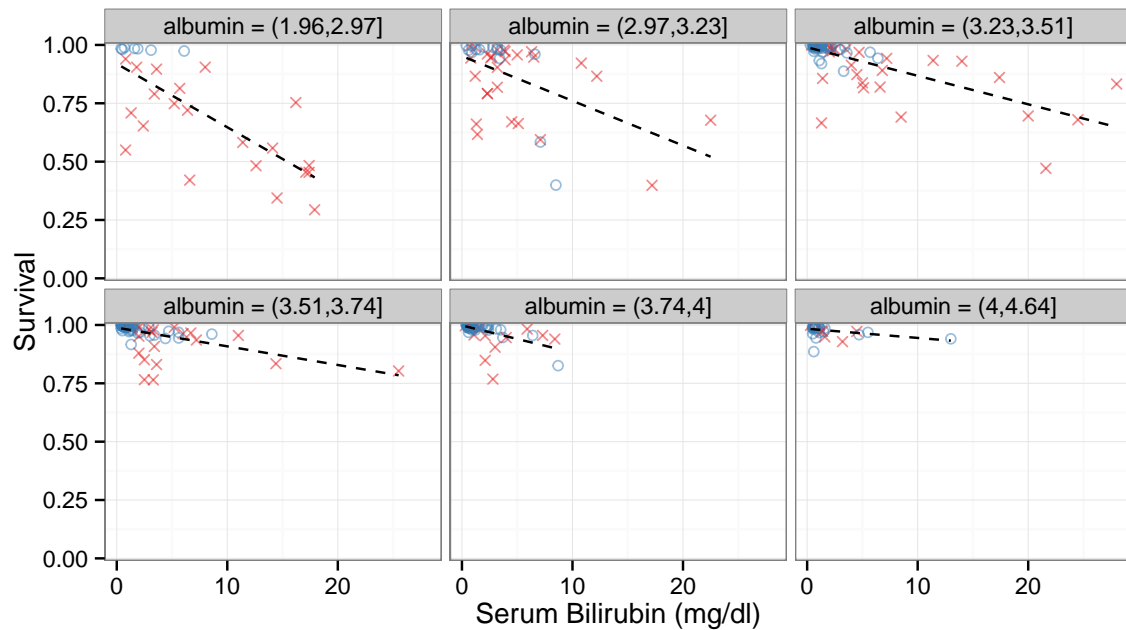 albumin = (1.96,2.97]
albumin = (2.97,3.23]
albumin = (3.23,3.51]
1.00
0.75
0.50
0.25
0.00
albumin = (3.51,3.74]
albumin = (3.74,4]
albumin = (4,4.64]
1.00
0.75
0.50
0.25
0.00
Survival
0 10 20
0 10 20
0 10 20
Serum Bilirubin (mg/dl)